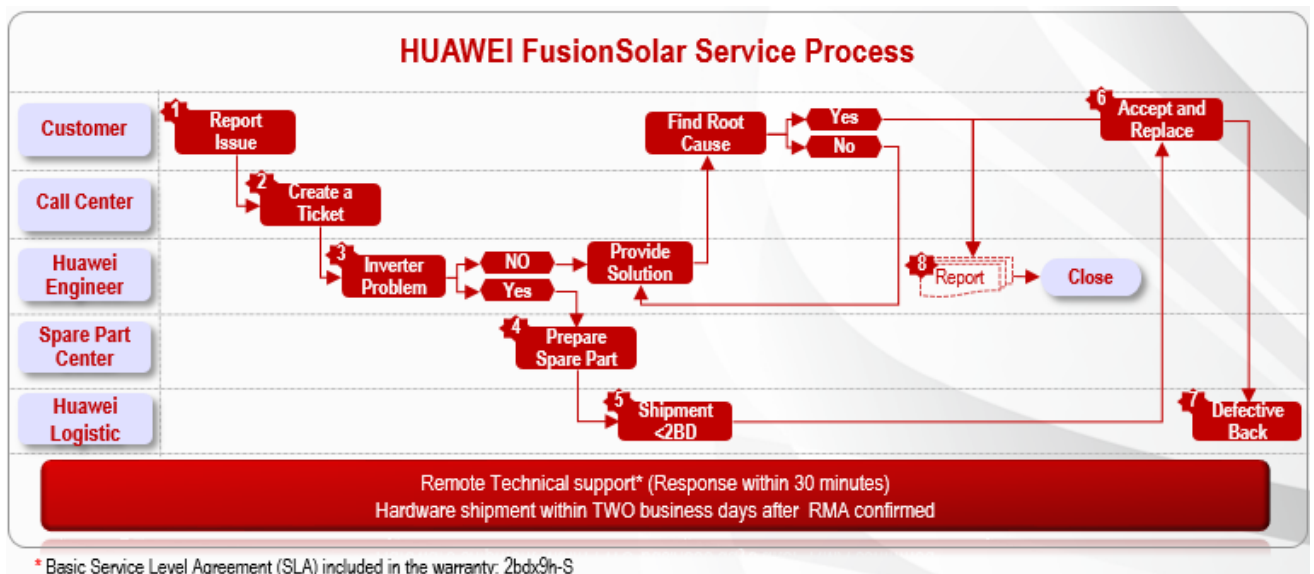 HUAWEI FusionSolar Service Process
Customer
1
Report
Issue
Find Root
Cause
Yes
No
6
Accept and
Replace
Call Center
2
Create a
Ticket
Huawei
Engineer
3
Inverter
Problem
NO
Yes
Provide
Solution
8
Report
Close
Spare Part
Center
4
Prepare
Spare Part
Huawei
Logistic
5
Shipment
<2BD
7
Defective
Back
Remote Technical support* (Response within 30 minutes)
Hardware shipment within TWO business days after RMA confirmed
* Basic Service Level Agreement (SLA) included in the warranty: 2bdx9h-S